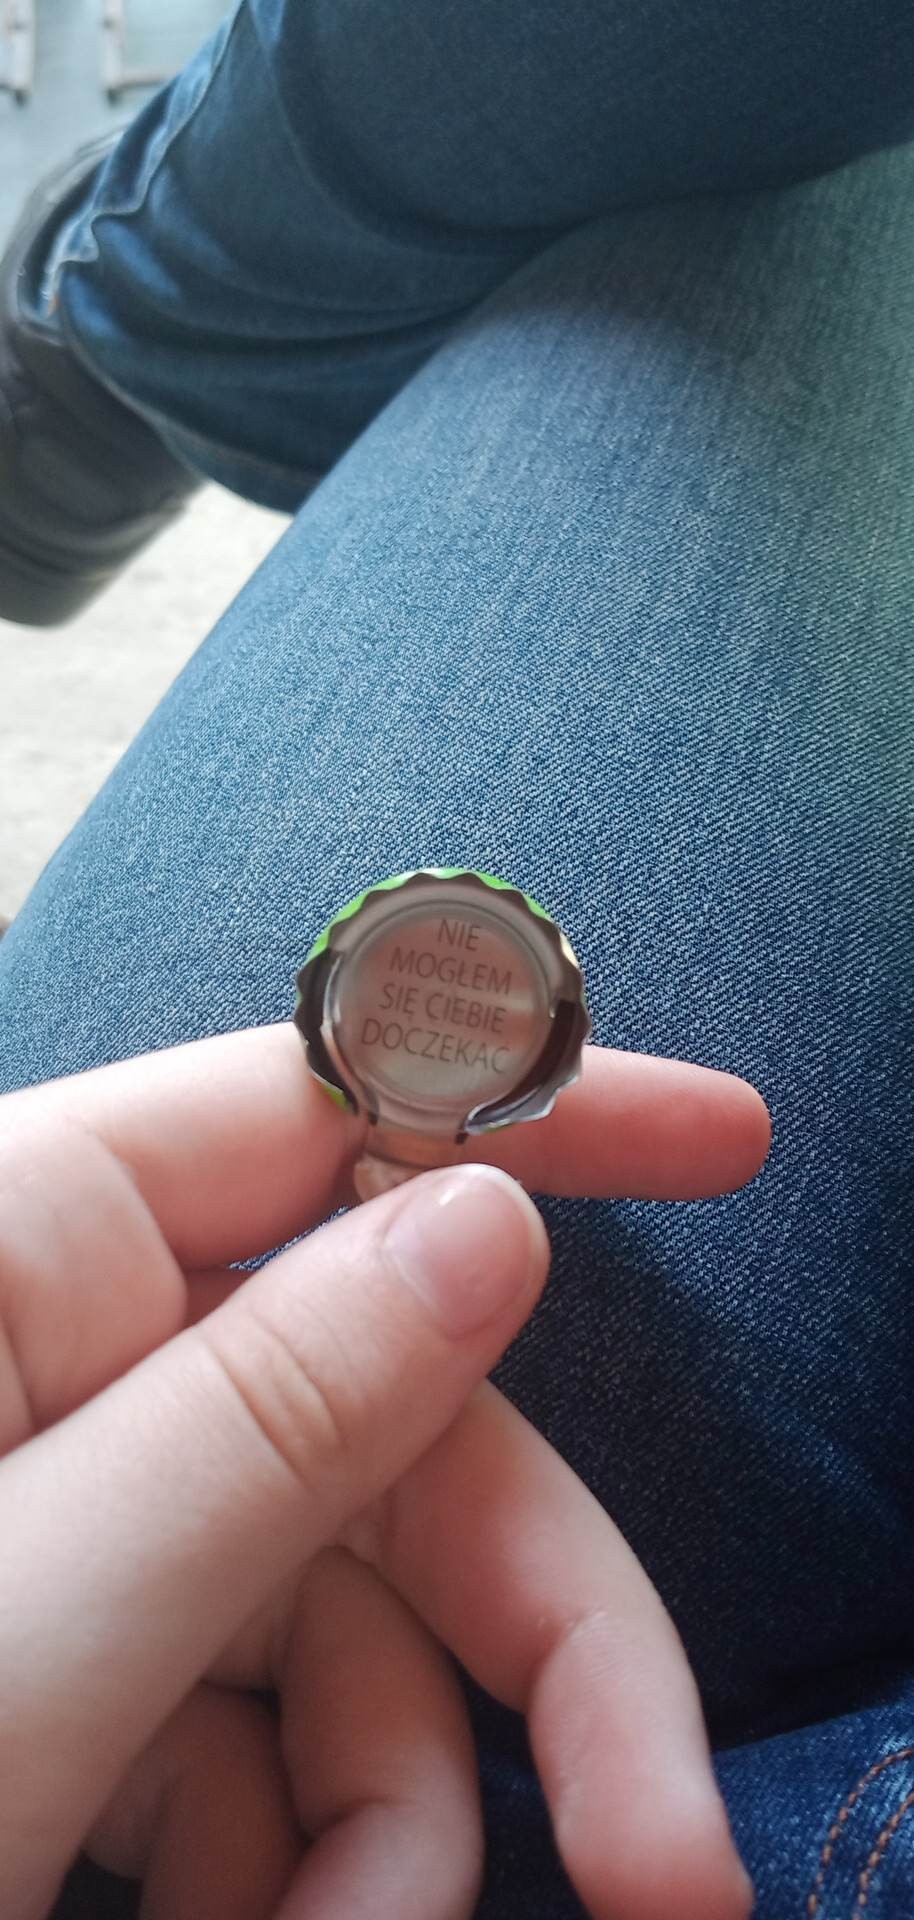 NIE
MOGŁEM
SIĘ CIEBIE
DOCZEKAĆ